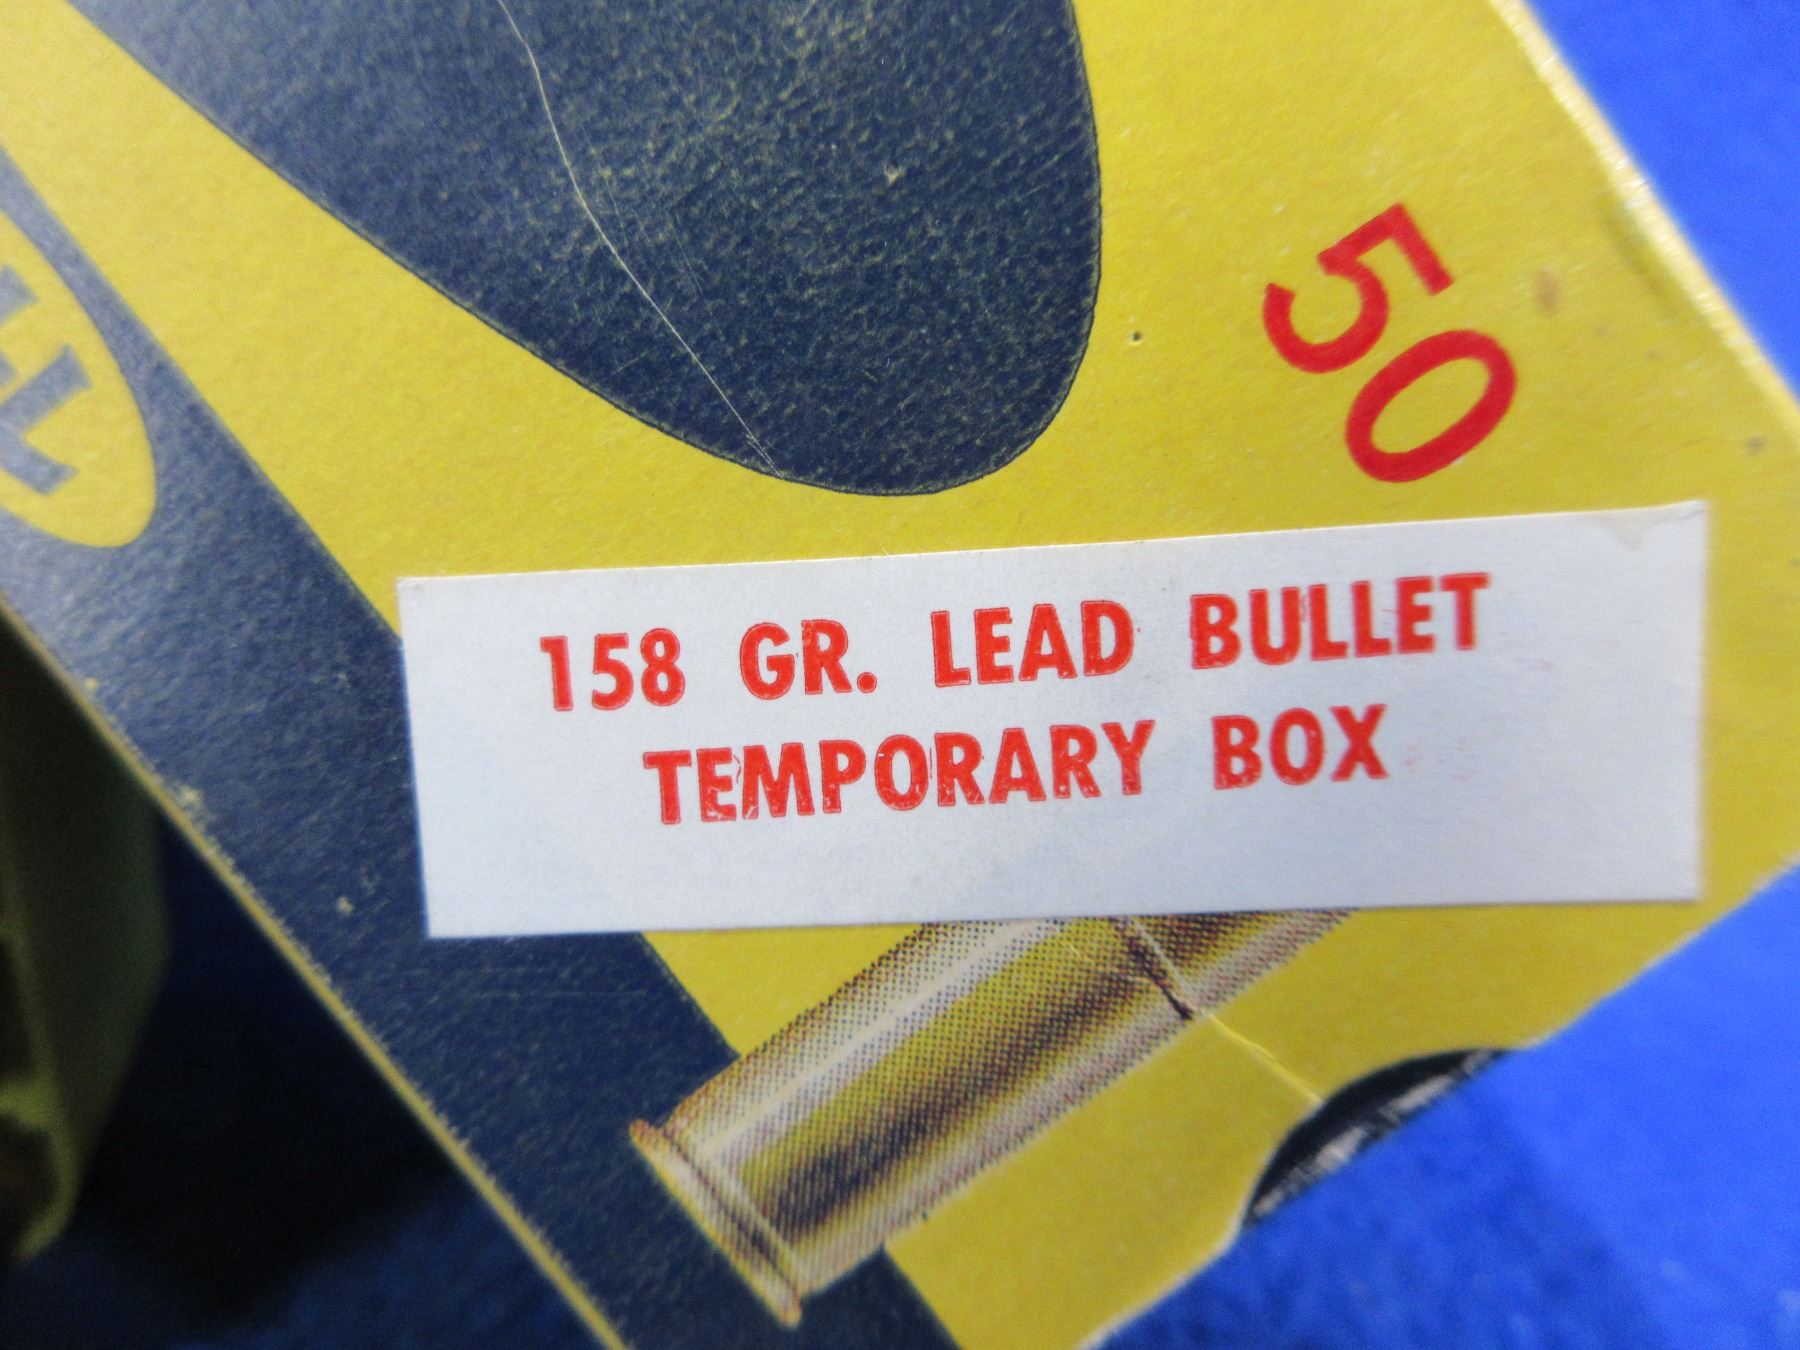 50
158 GR. LEAD BULLET
TEMPORARY BOX